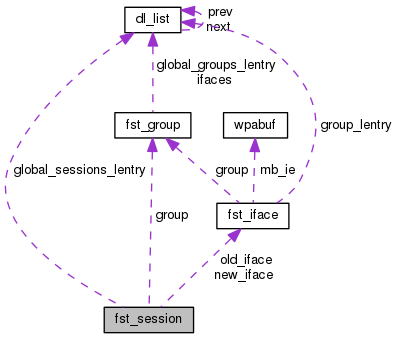 dl_list
prev
next
global_groups_lentry
ifaces
fst_group
wpabuf
group_lentry
global_sessions_lentry
group
mb_ie
group
fst_iface
old_iface
new_iface
fst_session